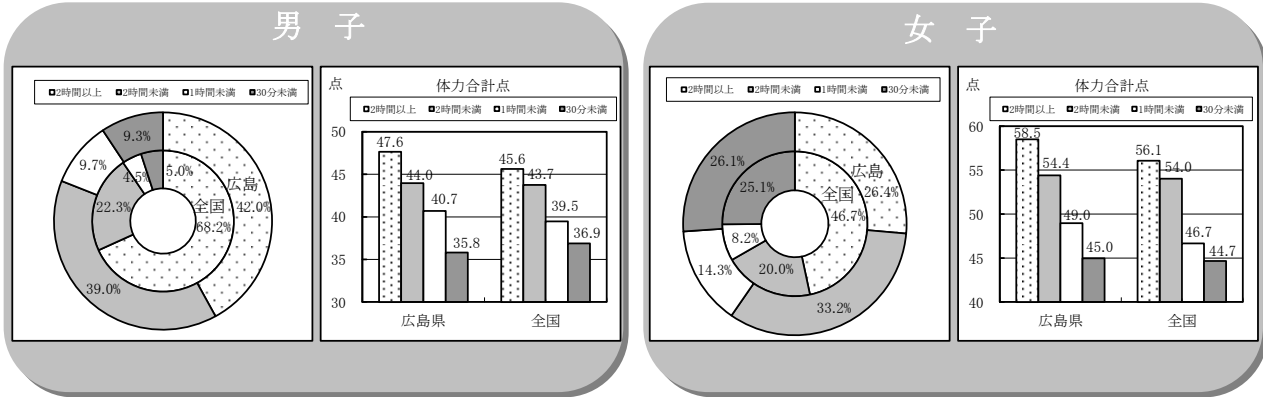 男 子
□2時間以上 □2時間未満 □1時間未満 □30分未満
9.3%
5.0%
9.7%
4.5%
広島
42.0%
22.3%
全国
68.2%
39.0%
点
体力合計点
□2時間以上 □2時間未満 □1時間未満 □30分未満
50
45
40
35
30
47.6
44.0
40.7
35.8
45.6
43.7
39.5
36.9
広島県
全国
女 子
□2時間以上 □2時間未満 □1時間未満 □30分未満
26.1%
25.1%
広島
26.4%
全国
46.7%
8.2%
20.0%
14.3%
33.2%
点
体力合計点
□2時間以上 □2時間未満 □1時間未満 □30分未満
60
55
50
45
40
58.5
54.4
49.0
45.0
56.1
54.0
46.7
44.7
広島県
全国